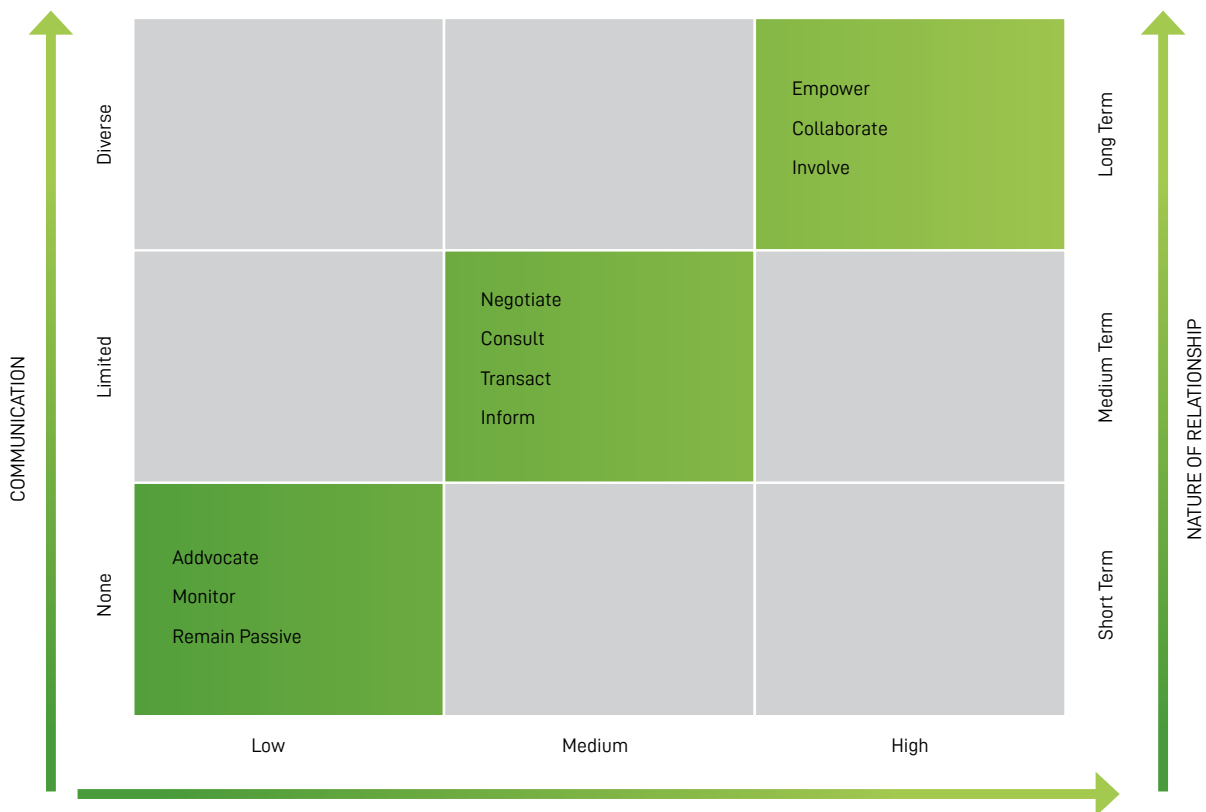 COMMUNICATION
Diverse
Limited
None
Empower
Collaborate
Involve
Negotiate
Consult
Transact
Inform
Addvocate
Monitor
Remain Passive
Long Term
Medium Term
Short Term
NATURE OF RELATIONSHIP
Low
Medium
High